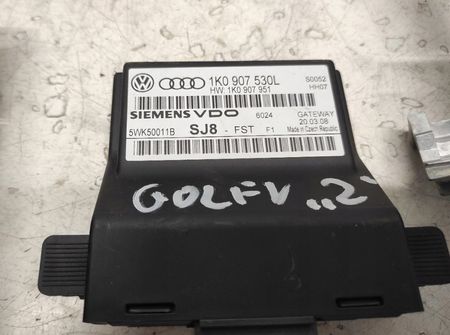 1K0 907 530L
S0052
HW: 1K0 907 951
HH07
SIEMENS VDO
6024
GATEWAY
20.03.08
5WK50011B
SJ8 - FST
F1
Made in Czech Republic
GOLF V „2"